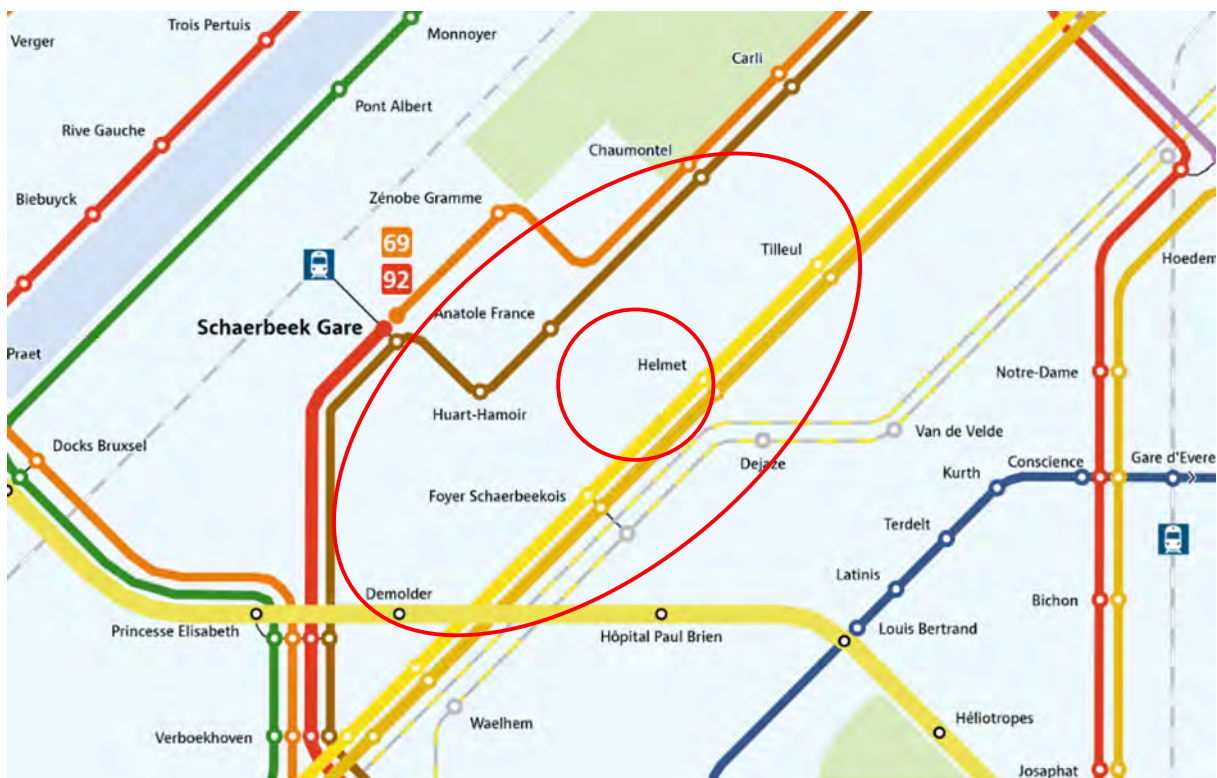 Trois Pertuis
Verger
Monnoyer
Carli
Pont Albert
Rive Gauche
Chaumontel
Biebuyck
Zénobe Gramme
69
Tilleul
92
Hoedem
Anatole France
Schaerbeek Gare
Praet
Helmet
Notre-Dame
Huart-Hamoir
Van de Velde
Docks Bruxsel
Dejaze
Conscience
Gare d'Evere
Kurth
Foyer Schaerbeekois
Terdelt
Latinis
Demolder
Bichon
Princesse Elisabeth
Hôpital Paul Brien
Louis Bertrand
Waelhem
Héliotropes
Verboekhoven
Josaphat